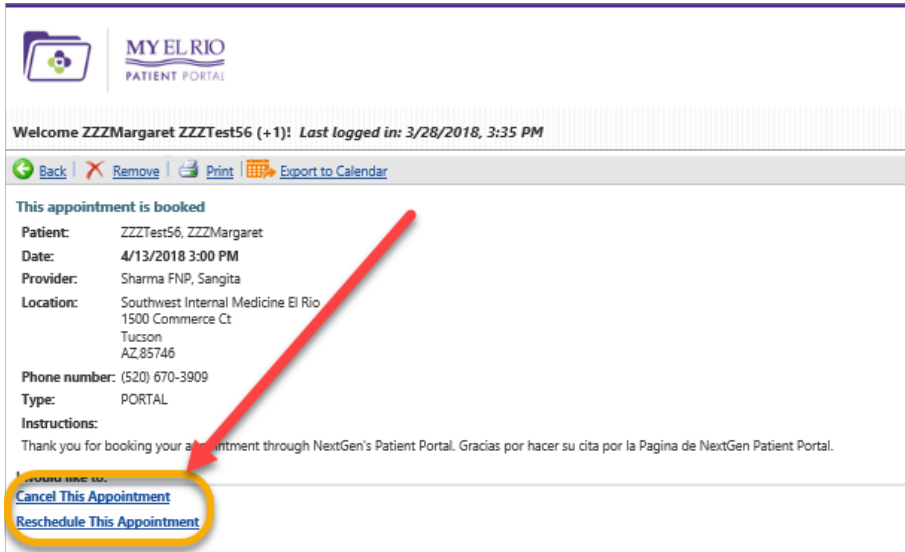 MY EL RIO
PATIENT PORTAL
Welcome ZZZMargaret ZZZTest56 (+1)! Last logged in: 3/28/2018, 3:35 PM
Back Remove Print Export to Calendar
This appointment is booked
Patient: ZZZTest56, ZZZMargaret
Date: 4/13/2018 3:00 PM
Provider: Sharma FNP, Sangita
Location: Southwest Internal Medicine El Rio
1500 Commerce Ct
Tucson
AZ,85746
Phone number: (520) 670-3909
Type: PORTAL
Instructions:
Thank you for booking your appointment through NextGen's Patient Portal. Gracias por hacer su cita por la Pagina de NextGen Patient Portal.
I would like to:
Cancel This Appointment
Reschedule This Appointment